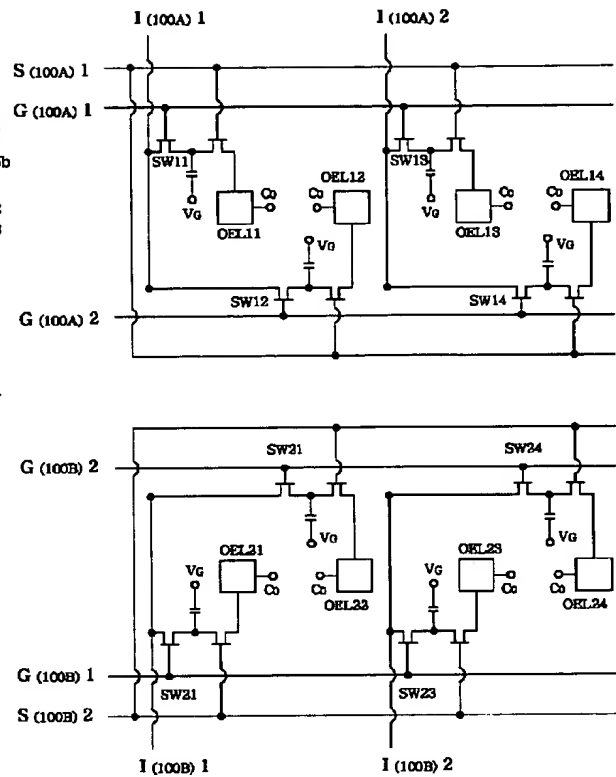 I (100A) 1 I (100A) 2
S (100A) 1
G (100A) 1
b
SW11 SW13
OEL12 OEL14
VG CO CO VG CO CO
OEL11 OEL13
VG VG
SW12 SW14
G (100A) 2
SW21 SW24
G (100B) 2
VG VG
OEL21 OEL23
VG CO CO VG CO CO
OEL22 OEL24
G (100B) 1
SW21 SW23
S (100B) 2
I (100B) 1 I (100B) 2